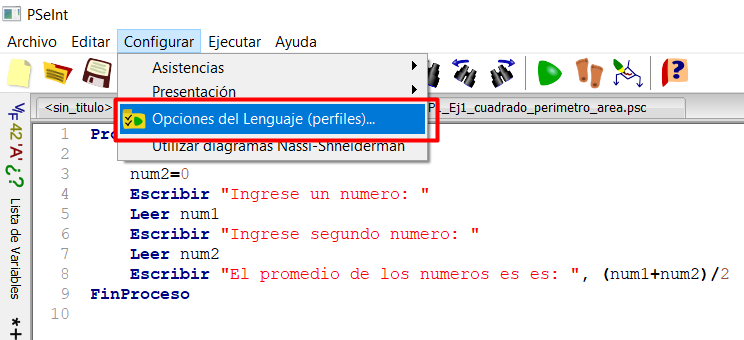 PSeInt
Archivo Editar Configurar Ejecutar Ayuda
Asistencias
Presentación
Opciones del Lenguaje (perfiles)...
Utilizar diagramas Nassi-Shneiderman
<sin_titulo> _Ej1_cuadrado_perimetro_area.psc
Lista de Variables
1 Pro
2
3 num2=0
4 Escribir "Ingrese un numero: "
5 Leer num1
6 Escribir "Ingrese segundo numero: "
7 Leer num2
8 Escribir "El promedio de los numeros es es: ", (num1+num2)/2
9 FinProceso
10